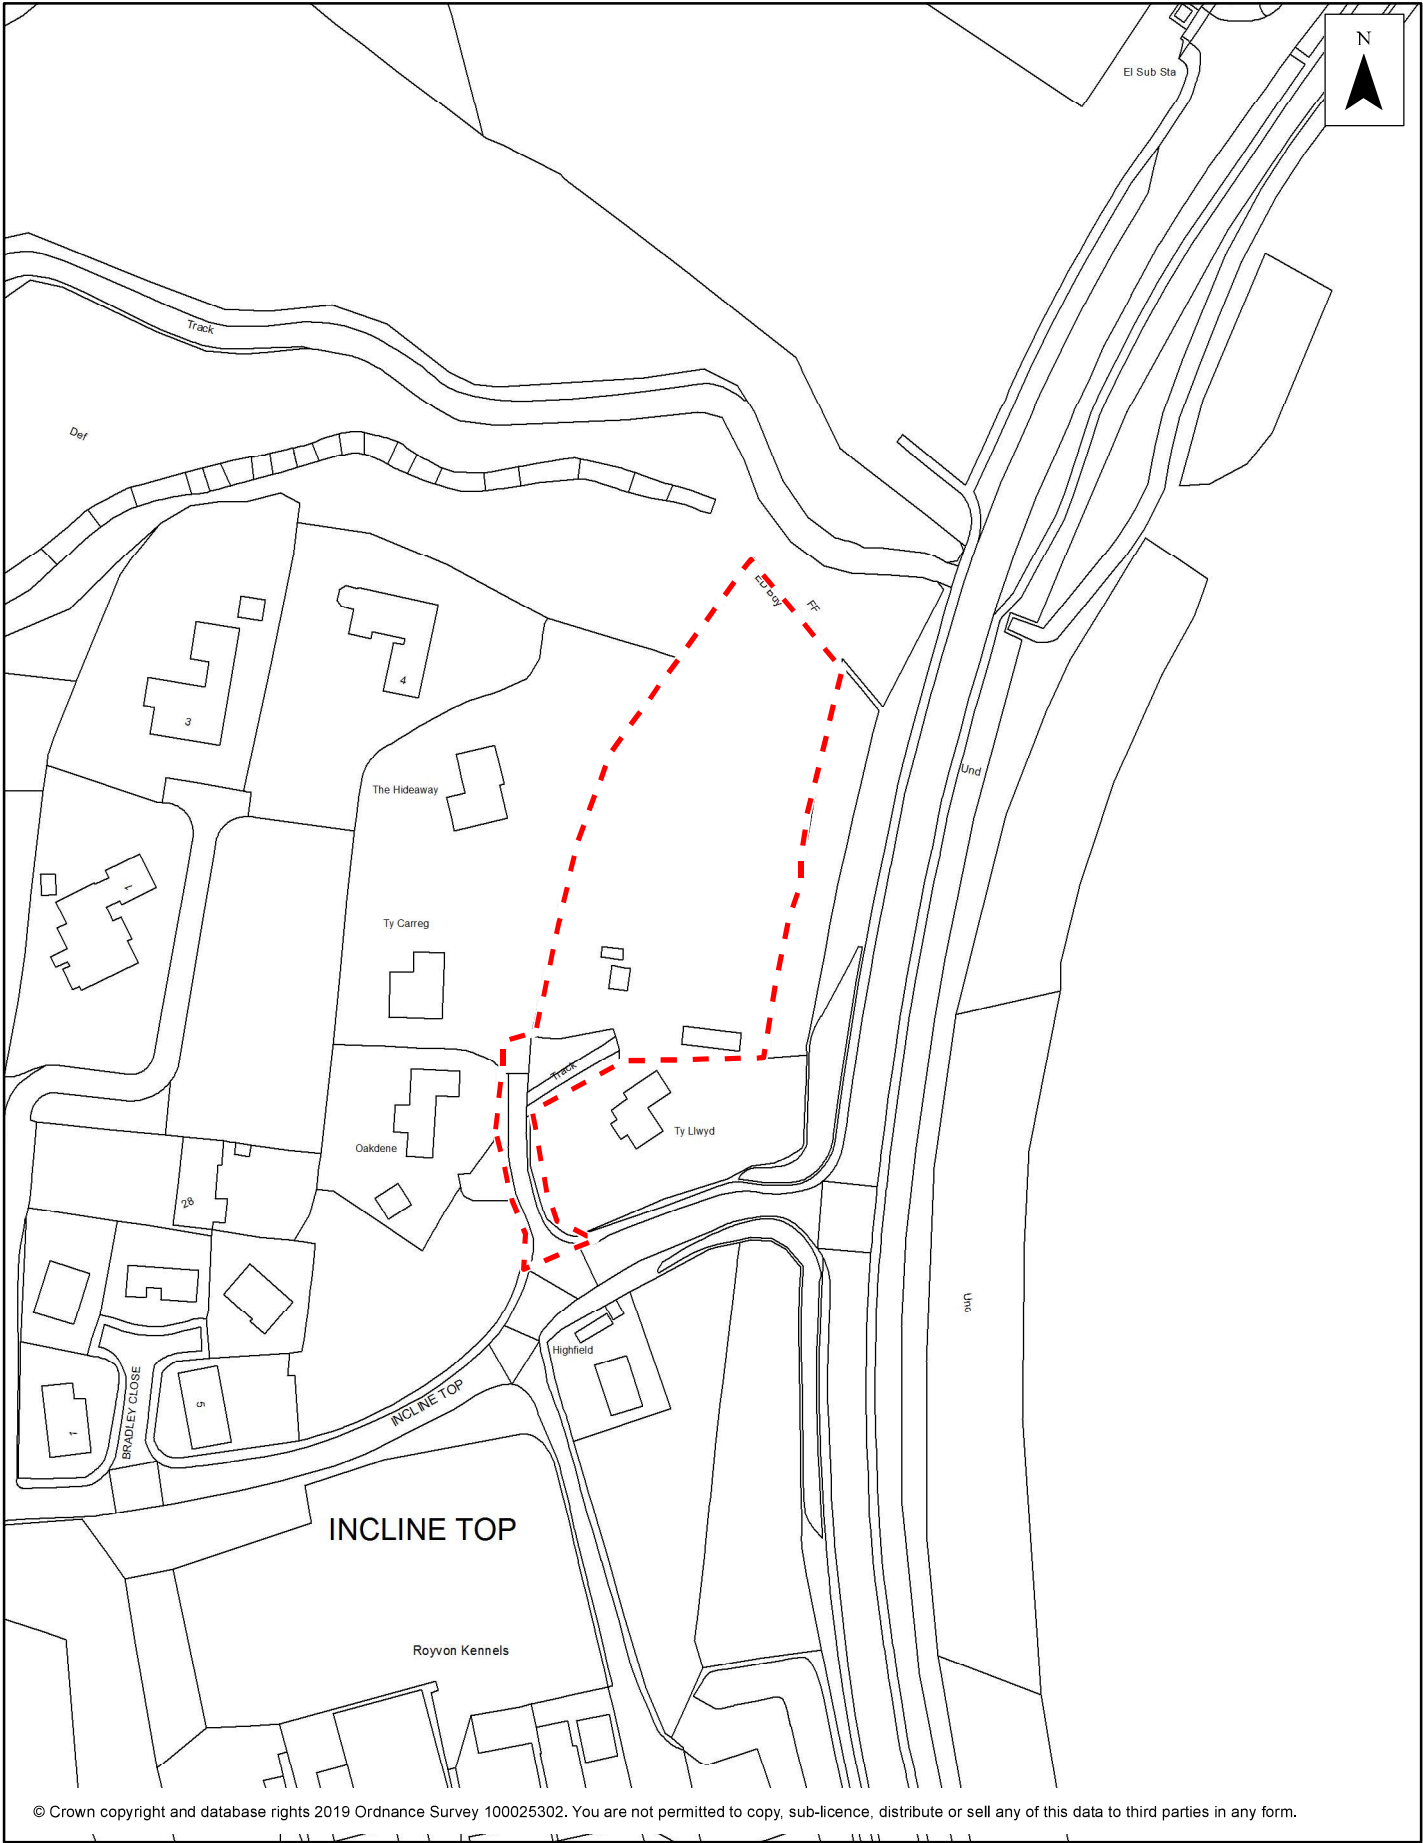 N
El Sub Sta
Track
Def
ED Bdy
FF
4
3
Und
The Hideaway
1
Ty Carreg
Track
Ty Llwyd
Oakdene
28
Und
Highfield
BRADLEY CLOSE
INCLINE TOP
5
1
INCLINE TOP
Royvon Kennels
© Crown copyright and database rights 2019 Ordnance Survey 100025302. You are not permitted to copy, sub-licence, distribute or sell any of this data to third parties in any form.